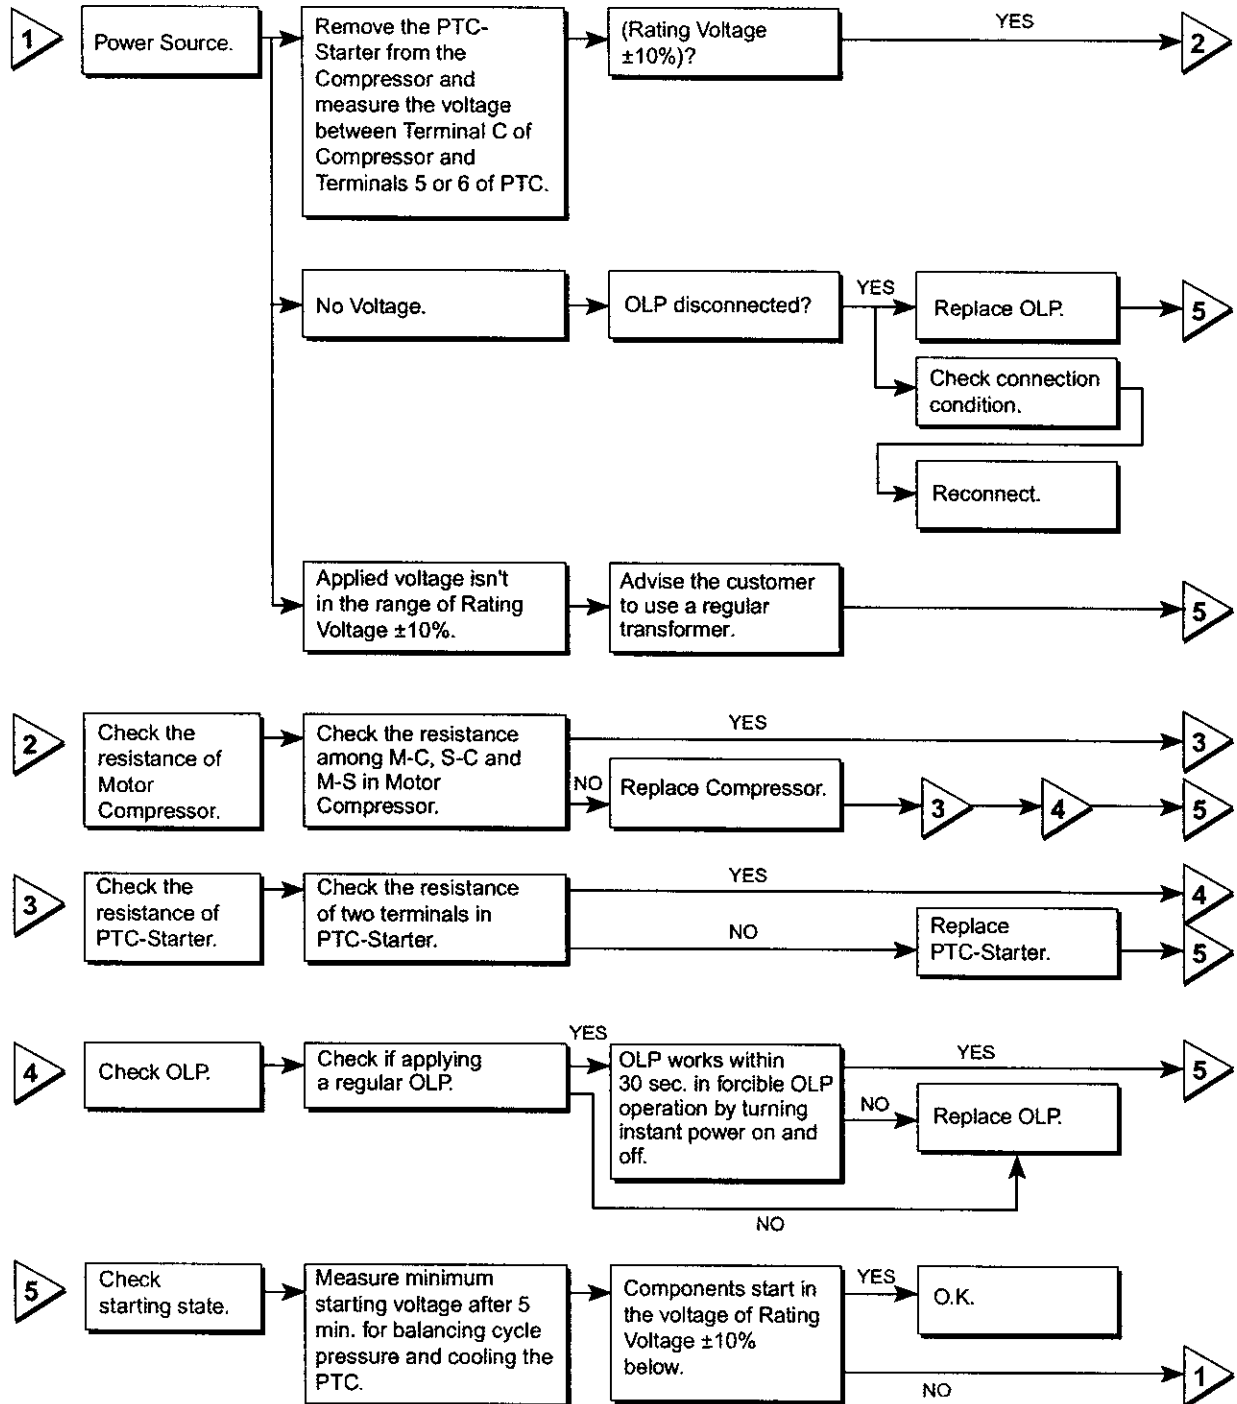 1
Power Source.
Remove the PTC-
Starter from the
Compressor and
measure the voltage
between Terminal C of
Compressor and
Terminals 5 or 6 of PTC.
(Rating Voltage
±10%)?
YES
2
No Voltage.
OLP disconnected?
YES
Replace OLP.
5
Check connection
condition.
Reconnect.
Applied voltage isn't
in the range of Rating
Voltage ±10%.
Advise the customer
to use a regular
transformer.
5
2
Check the
resistance of
Motor
Compressor.
Check the resistance
among M-C, S-C and
M-S in Motor
Compressor.
YES
3
NO
Replace Compressor.
3
4
5
3
Check the
resistance of
PTC-Starter.
Check the resistance
of two terminals in
PTC-Starter.
YES
4
NO
Replace
PTC-Starter.
5
4
Check OLP.
Check if applying
a regular OLP.
YES
OLP works within
30 sec. in forcible OLP
operation by turning
instant power on and
off.
YES
5
NO
Replace OLP.
NO
5
Check
starting state.
Measure minimum
starting voltage after 5
min. for balancing cycle
pressure and cooling the
PTC.
Components start in
the voltage of Rating
Voltage ±10%
below.
YES
O.K.
NO
1